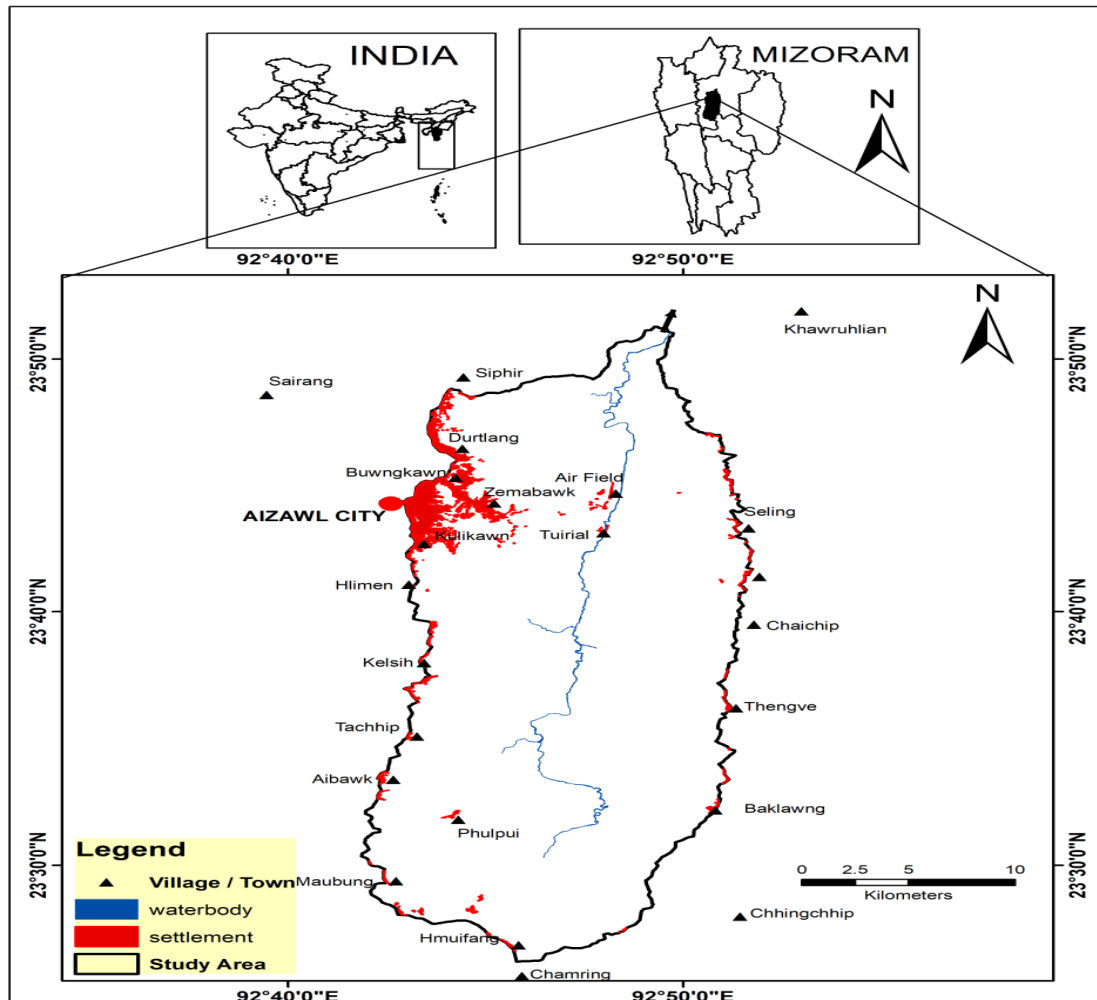 INDIA
MIZORAM
N
92°40'0"E
92°50'0"E
N
Khawruhlian
23°50'0"N
23°50'0"N
Siphir
Sairang
Durtlang
Buwngkawn
Air Field
Zemabawk
AIZAWL CITY
Seling
Tuirial
Kulikawn
Hlimen
23°40'0"N
23°40'0"N
Chaichip
Kelsih
Thengve
Tachhip
Aibawk
Baklawng
Phulpui
Legend
Village / Town
Maubung
waterbody
settlement
Study Area
23°30'0"N
23°30'0"N
0 2.5 5 10
Kilometers
Chhingchhip
Hmuifang
Chamring
92°40'0"E
92°50'0"E